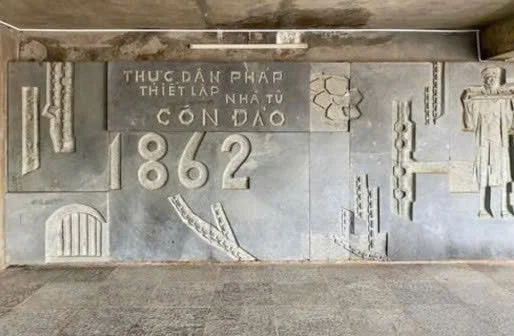 THỰC DÂN PHÁP
THIẾT LẬP NHÀ TÙ
CÔN ĐẢO
1862